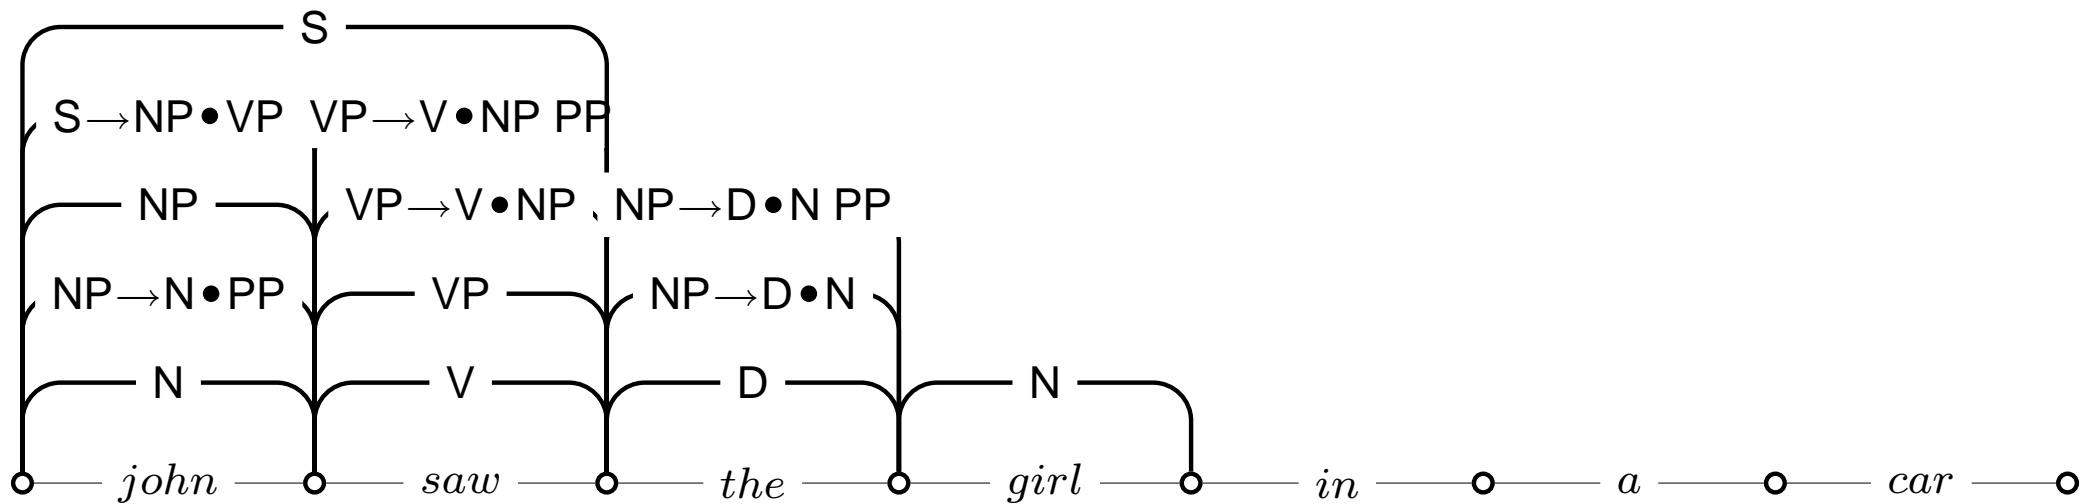 S
S→NP•VP VP→V•NP PP
NP VP→V•NP NP→D•N PP
NP→N•PP VP NP→D•N
N V D N
john saw the girl in a car